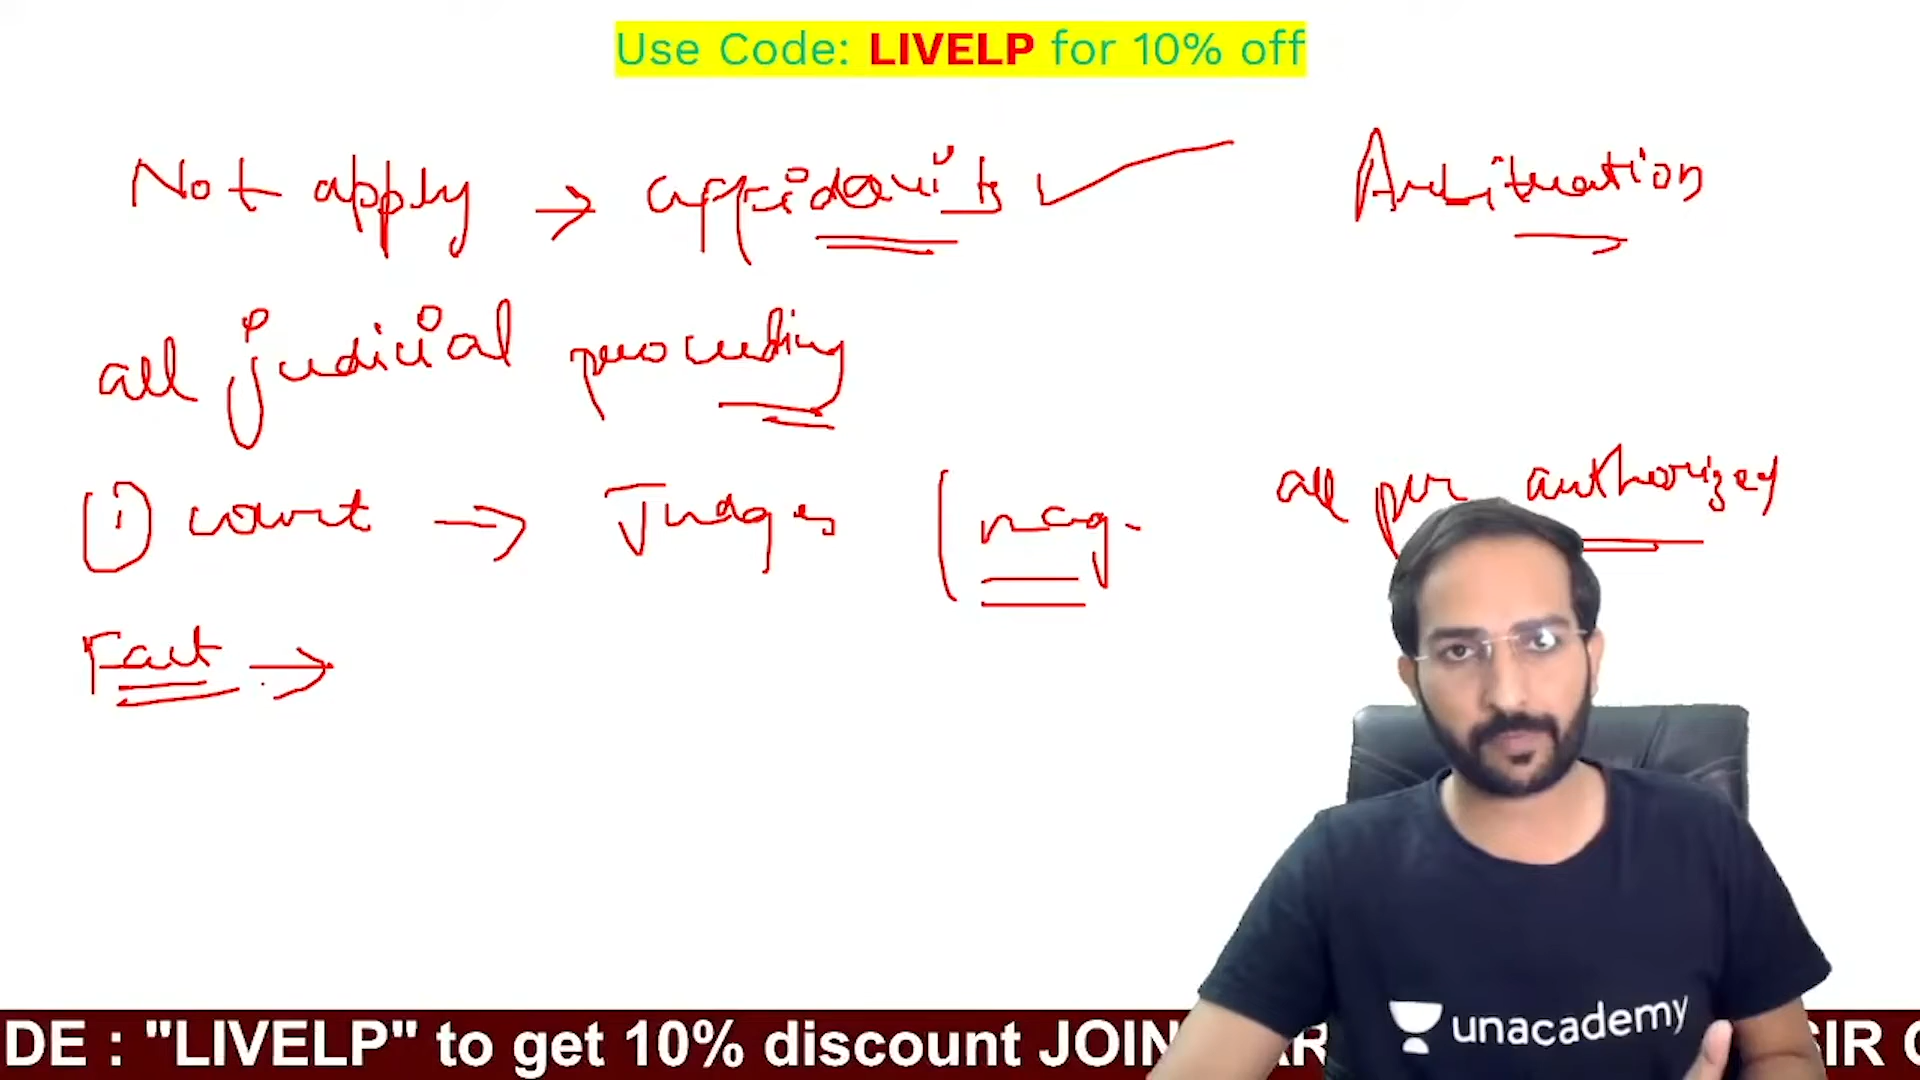 Use Code: LIVELP for 10% off
Not apply → affidavits ✓ Arbitration
all judicial proceeding
① court → Judges (mag. all per authorized
Fact →
DE : "LIVELP" to get 10% discount JOIN
unacademy